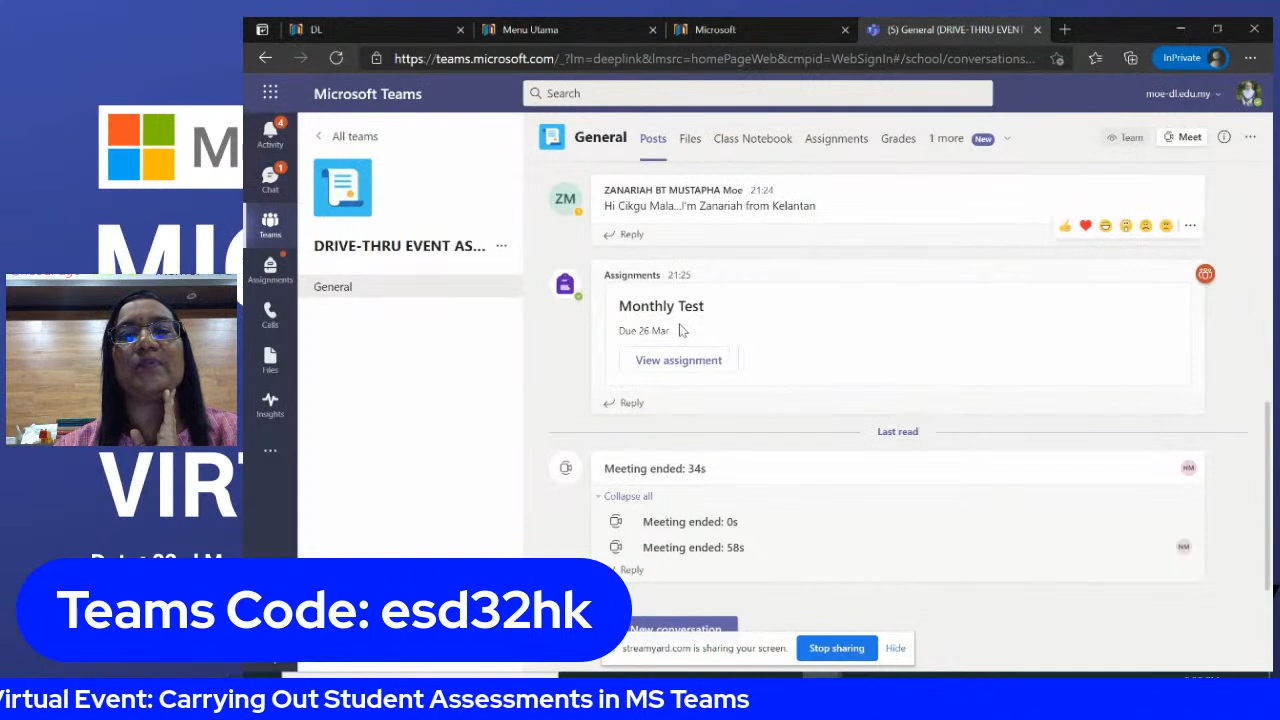 DL
Menu Utama
Microsoft
(5) General (DRIVE-THRU EVENT
https://teams.microsoft.com/_?lm=deeplink&lmsrc=homePageWeb&cmpid=WebSignIn#/school/conversations...
InPrivate
Microsoft Teams
Search
moe-dl.edu.my
4
Activity
1
Chat
Teams
Assignments
Calls
Files
Insights
All teams
DRIVE-THRU EVENT AS...
General
General
Posts
Files
Class Notebook
Assignments
Grades
1 more
New
Team
Meet
ZM
ZANARIAH BT MUSTAPHA Moe 21:24
Hi Cikgu Mala...I'm Zanariah from Kelantan
Reply
Assignments 21:25
Monthly Test
Due 26 Mar
View assignment
Reply
Last read
Meeting ended: 34s
HM
Collapse all
Meeting ended: 0s
Meeting ended: 58s
NM
Reply
New conversation
streamyard.com is sharing your screen.
Stop sharing
Hide
M
VIR
Teams Code: esd32hk
Virtual Event: Carrying Out Student Assessments in MS Teams